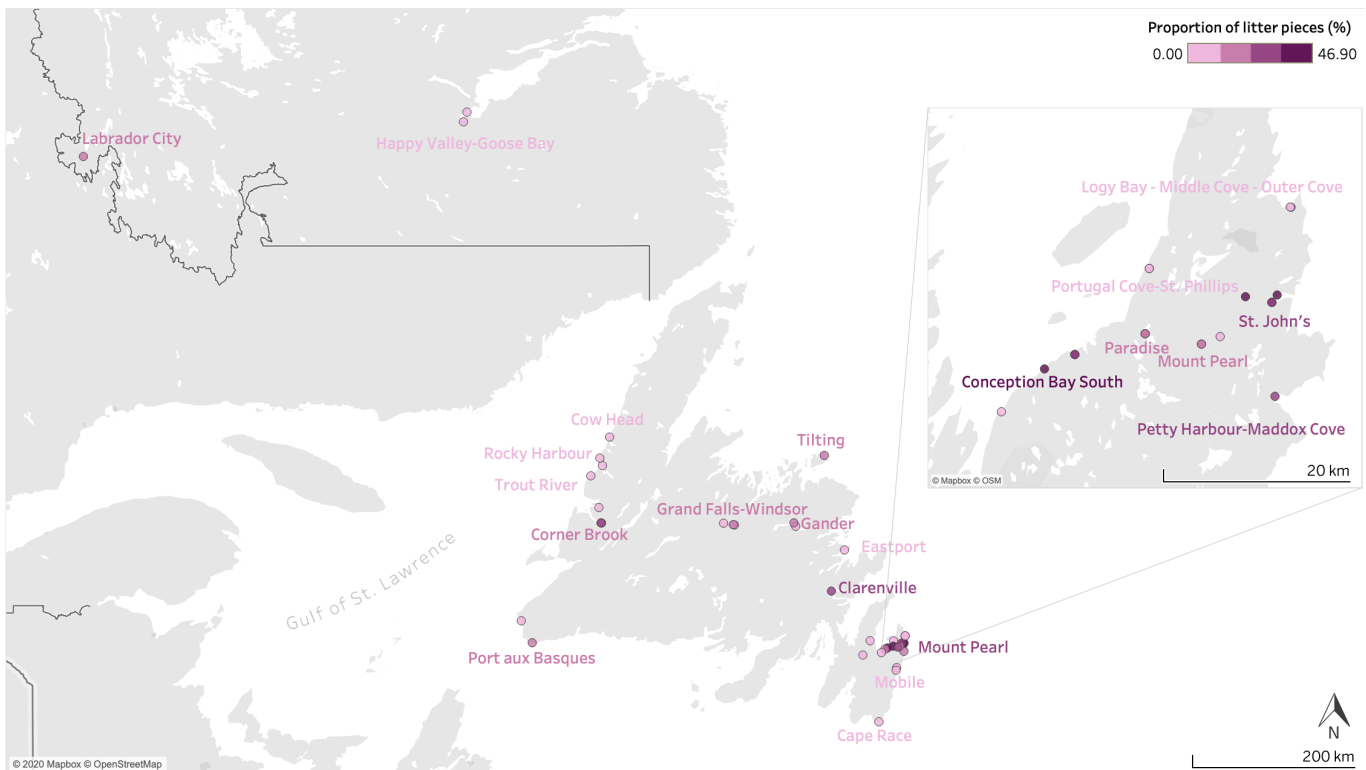 Proportion of litter pieces (%)
0.00 46.90
Labrador City
Happy Valley-Goose Bay
Logy Bay - Middle Cove - Outer Cove
Portugal Cove-St. Phillips
St. John's
Paradise
Mount Pearl
Conception Bay South
Petty Harbour-Maddox Cove
20 km
© Mapbox © OSM
Cow Head
Rocky Harbour
Trout River
Corner Brook
Tilting
Grand Falls-Windsor
Gander
Eastport
Clarenville
Gulf of St. Lawrence
Port aux Basques
Mount Pearl
Mobile
Cape Race
N
200 km
© 2020 Mapbox © OpenStreetMap